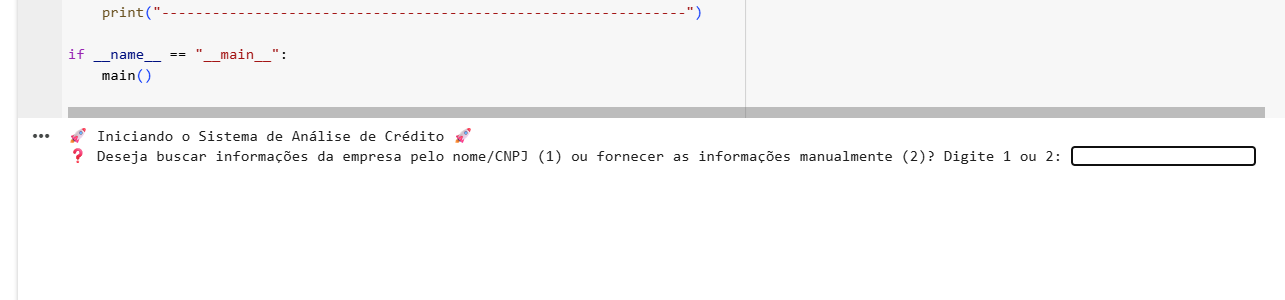 print("--------------------------------------------------------------")
if __name__ == "__main__":
main()
••• 🚀 Iniciando o Sistema de Análise de Crédito 🚀
❓ Deseja buscar informações da empresa pelo nome/CNPJ (1) ou fornecer as informações manualmente (2)? Digite 1 ou 2: